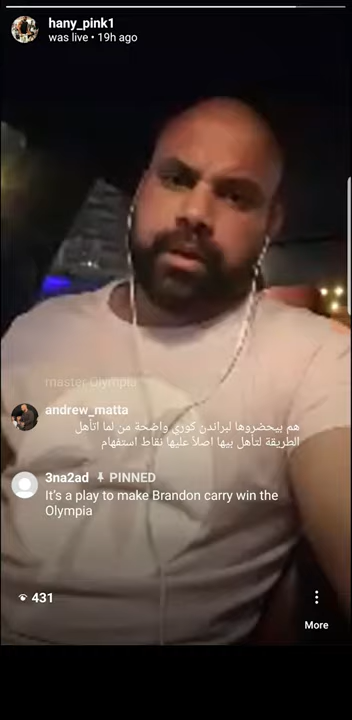 hany_pink1
was live • 19h ago
master Olympia
andrew_matta
هم بيحضروها لبراندن كوري واضحة من لما اتأهل
الطريقة لتأهل بيها اصلاً عليها نقاط استفهام
3na2ad PINNED
It's a play to make Brandon carry win the
Olympia
431
More